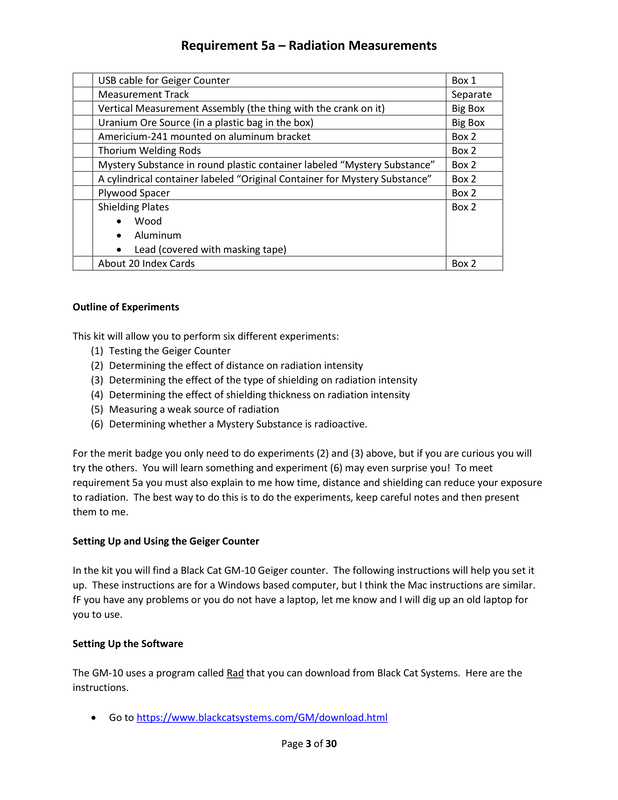 Requirement 5a – Radiation Measurements
USB cable for Geiger Counter Box 1
Measurement Track Separate
Vertical Measurement Assembly (the thing with the crank on it) Big Box
Uranium Ore Source (in a plastic bag in the box) Big Box
Americium-241 mounted on aluminum bracket Box 2
Thorium Welding Rods Box 2
Mystery Substance in round plastic container labeled “Mystery Substance” Box 2
A cylindrical container labeled “Original Container for Mystery Substance” Box 2
Plywood Spacer Box 2
Shielding Plates Box 2
• Wood
• Aluminum
• Lead (covered with masking tape)
About 20 Index Cards Box 2
Outline of Experiments
This kit will allow you to perform six different experiments:
(1) Testing the Geiger Counter
(2) Determining the effect of distance on radiation intensity
(3) Determining the effect of the type of shielding on radiation intensity
(4) Determining the effect of shielding thickness on radiation intensity
(5) Measuring a weak source of radiation
(6) Determining whether a Mystery Substance is radioactive.
For the merit badge you only need to do experiments (2) and (3) above, but if you are curious you will
try the others. You will learn something and experiment (6) may even surprise you! To meet
requirement 5a you must also explain to me how time, distance and shielding can reduce your exposure
to radiation. The best way to do this is to do the experiments, keep careful notes and then present
them to me.
Setting Up and Using the Geiger Counter
In the kit you will find a Black Cat GM-10 Geiger counter. The following instructions will help you set it
up. These instructions are for a Windows based computer, but I think the Mac instructions are similar.
fF you have any problems or you do not have a laptop, let me know and I will dig up an old laptop for
you to use.
Setting Up the Software
The GM-10 uses a program called Rad that you can download from Black Cat Systems. Here are the
instructions.
• Go to https://www.blackcatsystems.com/GM/download.html
Page 3 of 30